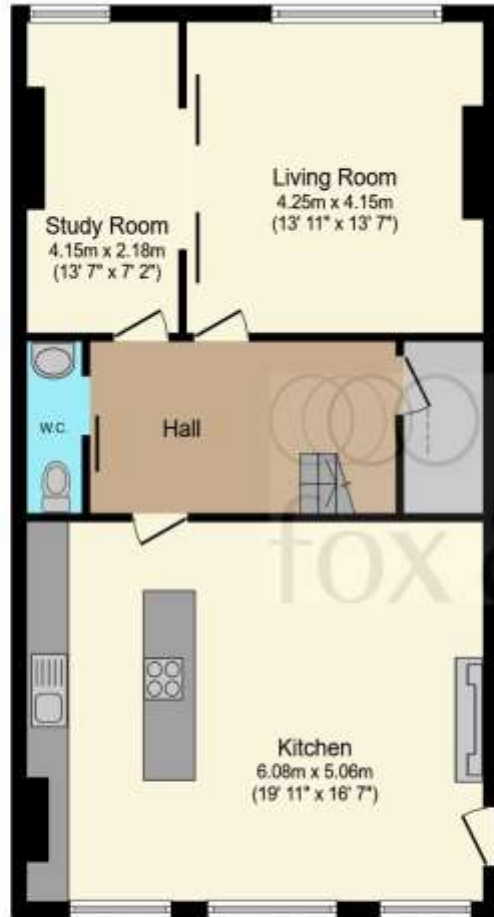 Living Room
4.25m x 4.15m
(13' 11" x 13' 7")
Study Room
4.15m x 2.18m
(13' 7" x 7' 2")
W.C.
Hall
fox
Kitchen
6.08m x 5.06m
(19' 11" x 16' 7")